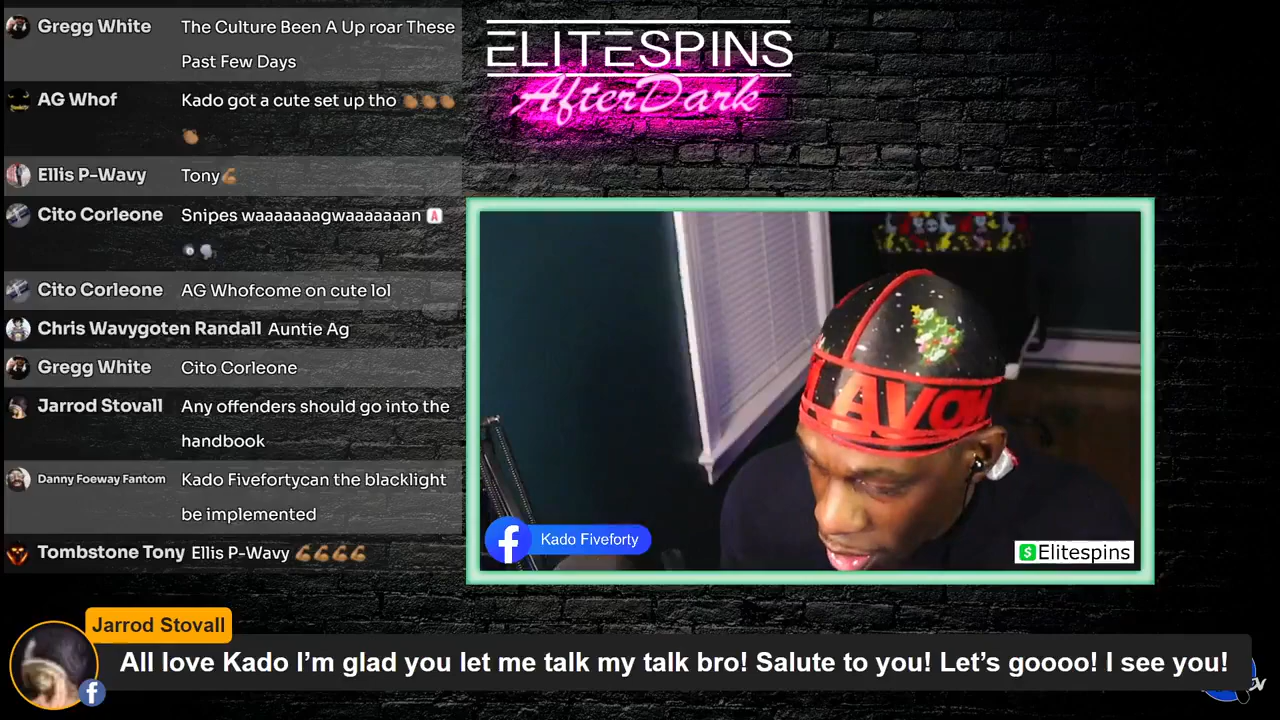 Gregg White The Culture Been A Up roar These
Past Few Days
AG Whof Kado got a cute set up tho 👏🏾👏🏾👏🏾
👏🏾
Ellis P-Wavy Tony💪🏾
Cito Corleone Snipes waaaaaaagwaaaaaaan 🅰️
Cito Corleone AG Whofcome on cute lol
Chris Wavygoten Randall Auntie Ag
Gregg White Cito Corleone
Jarrod Stovall Any offenders should go into the
handbook
Danny Foeway Fantom Kado Fivefortycan the blacklight
be implemented
Tombstone Tony Ellis P-Wavy 💪🏾💪🏾💪🏾💪🏾
ELITESPINS
AfterDark
Kado Fiveforty
$ Elitespins
Jarrod Stovall
All love Kado I’m glad you let me talk my talk bro! Salute to you! Let’s goooo! I see you!